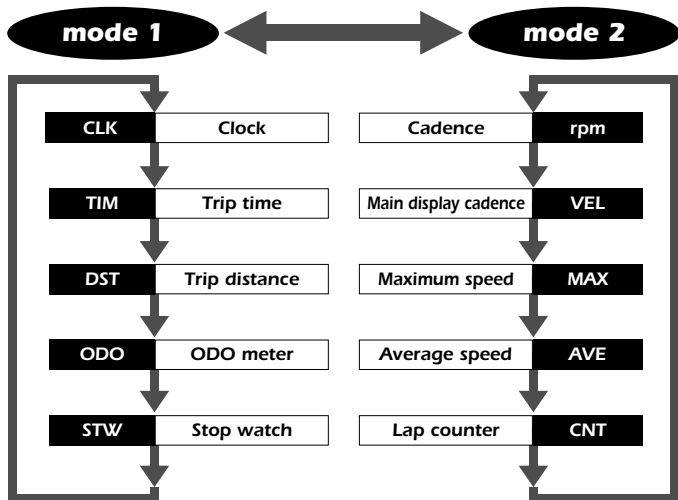 mode 1
mode 2
CLK Clock
Cadence rpm
TIM Trip time
Main display cadence VEL
DST Trip distance
Maximum speed MAX
ODO ODO meter
Average speed AVE
STW Stop watch
Lap counter CNT